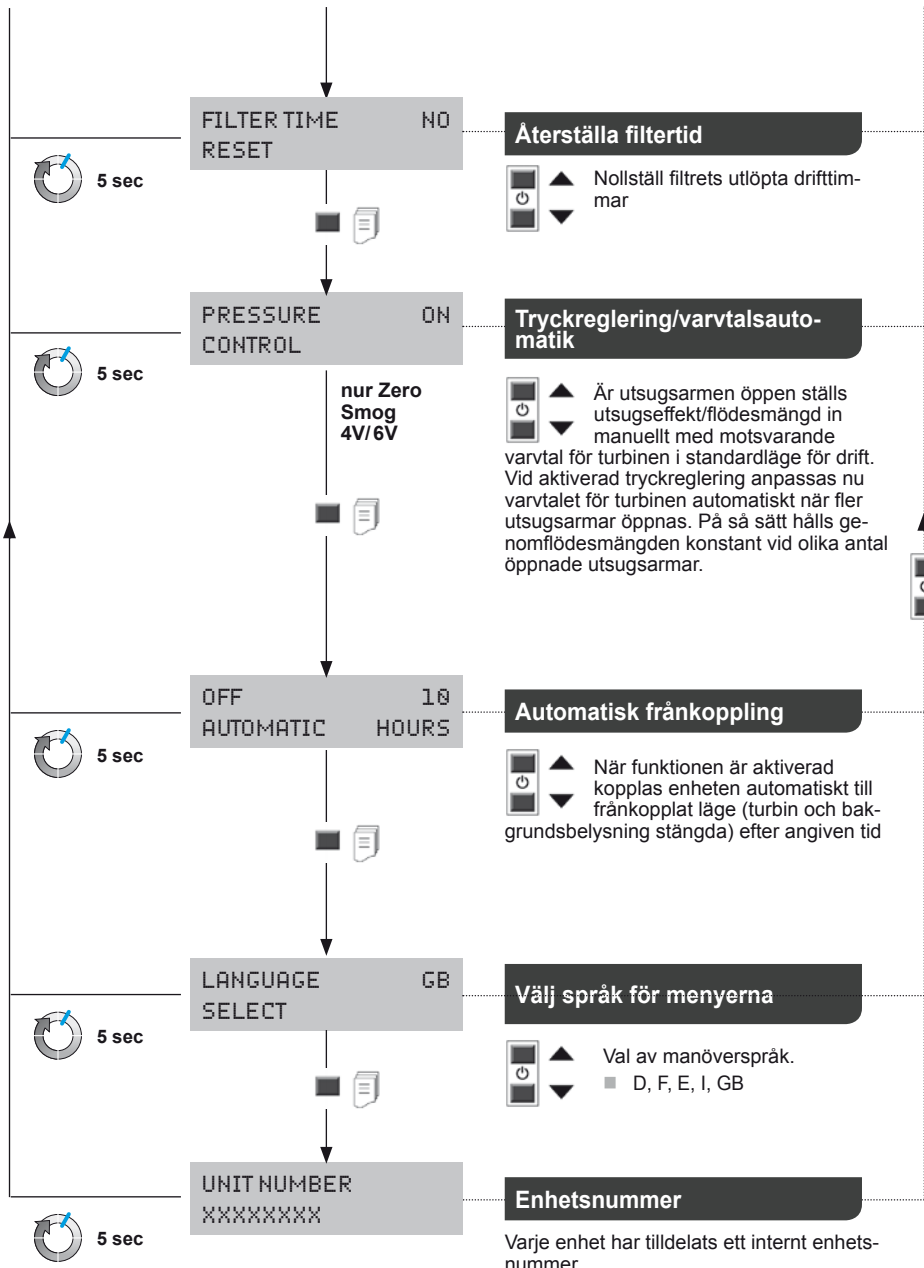 FILTER TIME NO
RESET
5 sec
Återställa filtertid
Nollställ filtrets utlöpta drifttim-
mar
PRESSURE ON
CONTROL
5 sec
nur Zero
Smog
4V/6V
Tryckreglering/varvtalsauto-
matik
Är utsugsarmen öppen ställs
utsugseffekt/flödesmängd in
manuellt med motsvarande
varvtal för turbinen i standardläge för drift.
Vid aktiverad tryckreglering anpassas nu
varvtalet för turbinen automatiskt när fler
utsugsarmar öppnas. På så sätt hålls ge-
nomflödesmängden konstant vid olika antal
öppnade utsugsarmar.
OFF 10
AUTOMATIC HOURS
5 sec
Automatisk frånkoppling
När funktionen är aktiverad
kopplas enheten automatiskt till
frånkopplat läge (turbin och bak-
grundsbelysning stängda) efter angiven tid
LANGUAGE GB
SELECT
5 sec
Välj språk för menyerna
Val av manöverspråk.
D, F, E, I, GB
UNIT NUMBER
XXXXXXXX
5 sec
Enhetsnummer
Varje enhet har tilldelats ett internt enhets-
nummer